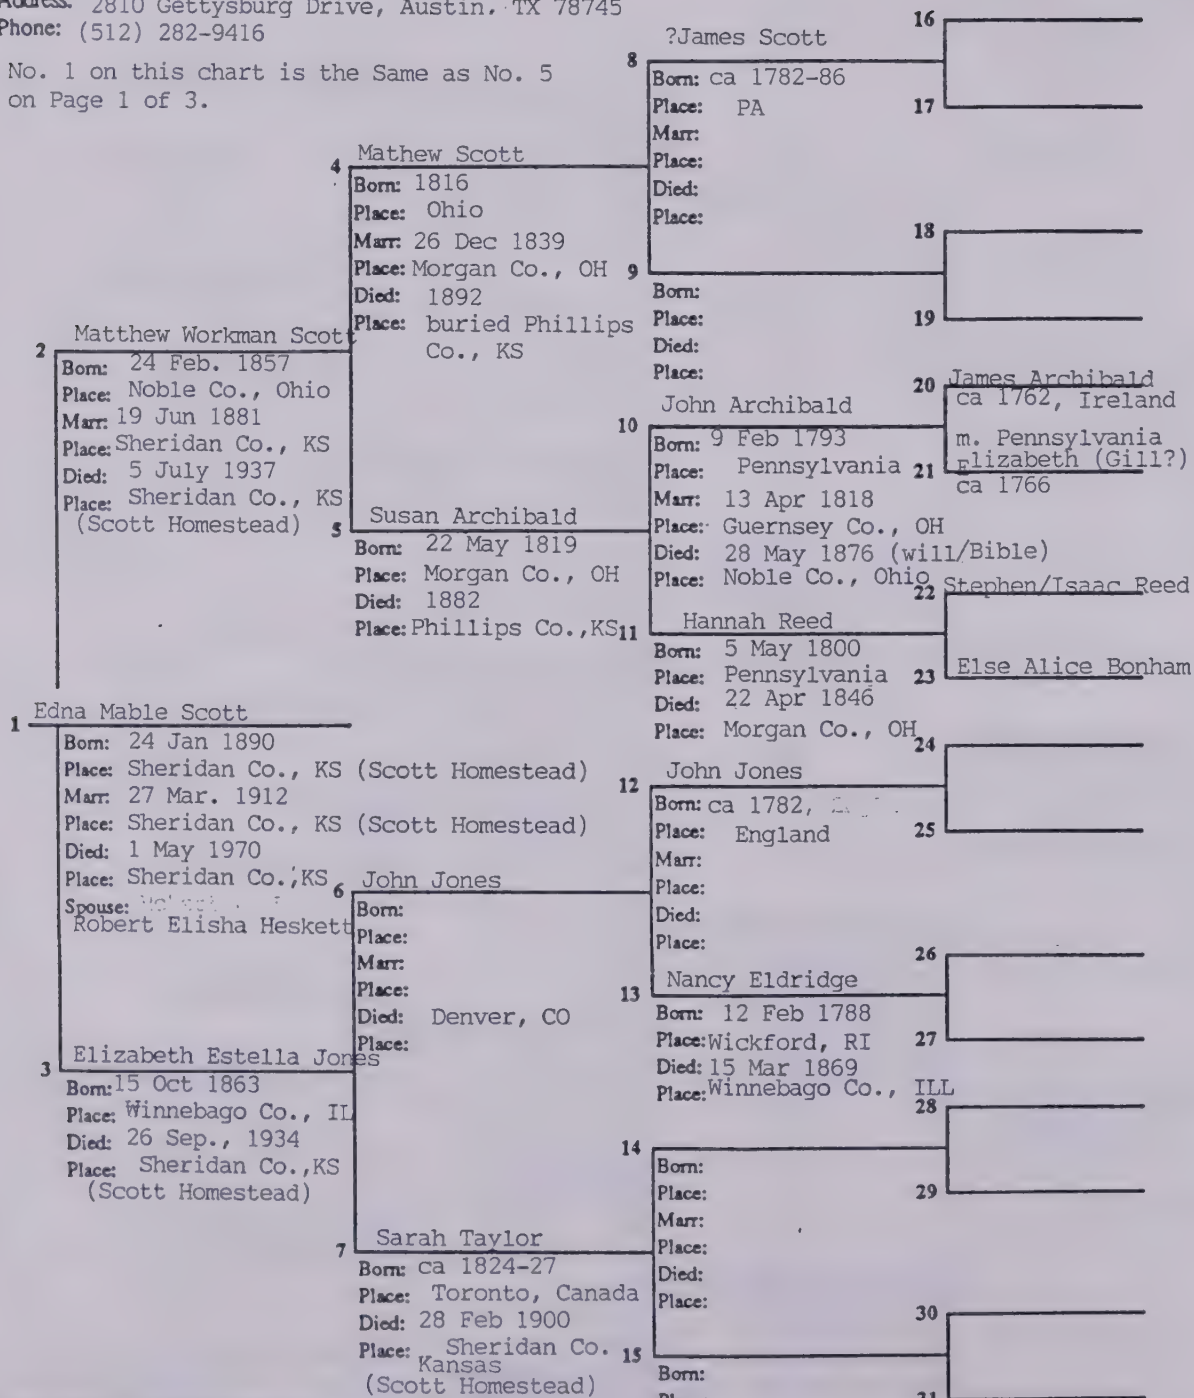 Address: 2810 Gettysburg Drive, Austin. TX 78745
Phone: (512) 282-9416
No. 1 on this chart is the Same as No. 5
on Page 1 of 3.
1 Edna Mable Scott
Born: 24 Jan 1890
Place: Sheridan Co., KS (Scott Homestead)
Marr: 27 Mar. 1912
Place: Sheridan Co., KS (Scott Homestead)
Died: 1 May 1970
Place: Sheridan Co., KS
Spouse:
Robert Elisha Heskett
2 Matthew Workman Scott
Born: 24 Feb. 1857
Place: Noble Co., Ohio
Marr: 19 Jun 1881
Place: Sheridan Co., KS
Died: 5 July 1937
Place: Sheridan Co., KS
(Scott Homestead)
3 Elizabeth Estella Jones
Born: 15 Oct 1863
Place: Winnebago Co., IL
Died: 26 Sep., 1934
Place: Sheridan Co., KS
(Scott Homestead)
4 Mathew Scott
Born: 1816
Place: Ohio
Marr: 26 Dec 1839
Place: Morgan Co., OH
Died: 1892
Place: buried Phillips
Co., KS
5 Susan Archibald
Born: 22 May 1819
Place: Morgan Co., OH
Died: 1882
Place: Phillips Co., KS
6 John Jones
Born:
Place:
Marr:
Place:
Died: Denver, CO
Place:
7 Sarah Taylor
Born: ca 1824-27
Place: Toronto, Canada
Died: 28 Feb 1900
Place: Sheridan Co.
Kansas
(Scott Homestead)
8 ?James Scott
Born: ca 1782-86
Place: PA
Marr:
Place:
Died:
Place:
9
Born:
Place:
Died:
Place:
10 John Archibald
Born: 9 Feb 1793
Place: Pennsylvania
Marr: 13 Apr 1818
Place: Guernsey Co., OH
Died: 28 May 1876 (will/Bible)
Place: Noble Co., Ohio
11 Hannah Reed
Born: 5 May 1800
Place: Pennsylvania
Died: 22 Apr 1846
Place: Morgan Co., OH
12 John Jones
Born: ca 1782,
Place: England
Marr:
Place:
Died:
Place:
13 Nancy Eldridge
Born: 12 Feb 1788
Place: Wickford, RI
Died: 15 Mar 1869
Place: Winnebago Co., ILL
14
Born:
Place:
Marr:
Place:
Died:
Place:
15
Born:
16
17
18
19
20 James Archibald
ca 1762, Ireland
m. Pennsylvania
21 Elizabeth (Gill?)
ca 1766
22 Stephen/Isaac Reed
23 Else Alice Bonham
24
25
26
27
28
29
30